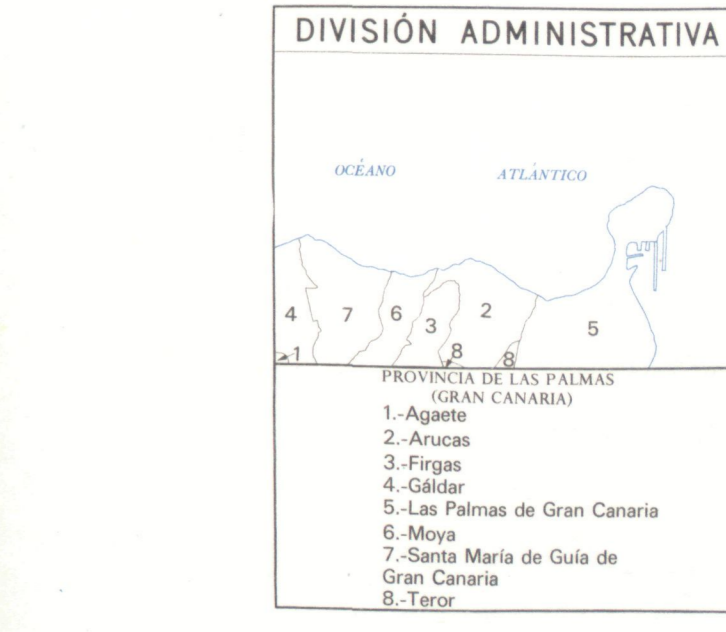 DIVISIÓN ADMINISTRATIVA
OCÉANO ATLÁNTICO
4 7 6 3 2 5
1 8 8
PROVINCIA DE LAS PALMAS
(GRAN CANARIA)
1.-Agaete
2.-Arucas
3.-Firgas
4.-Gáldar
5.-Las Palmas de Gran Canaria
6.-Moya
7.-Santa María de Guía de
Gran Canaria
8.-Teror